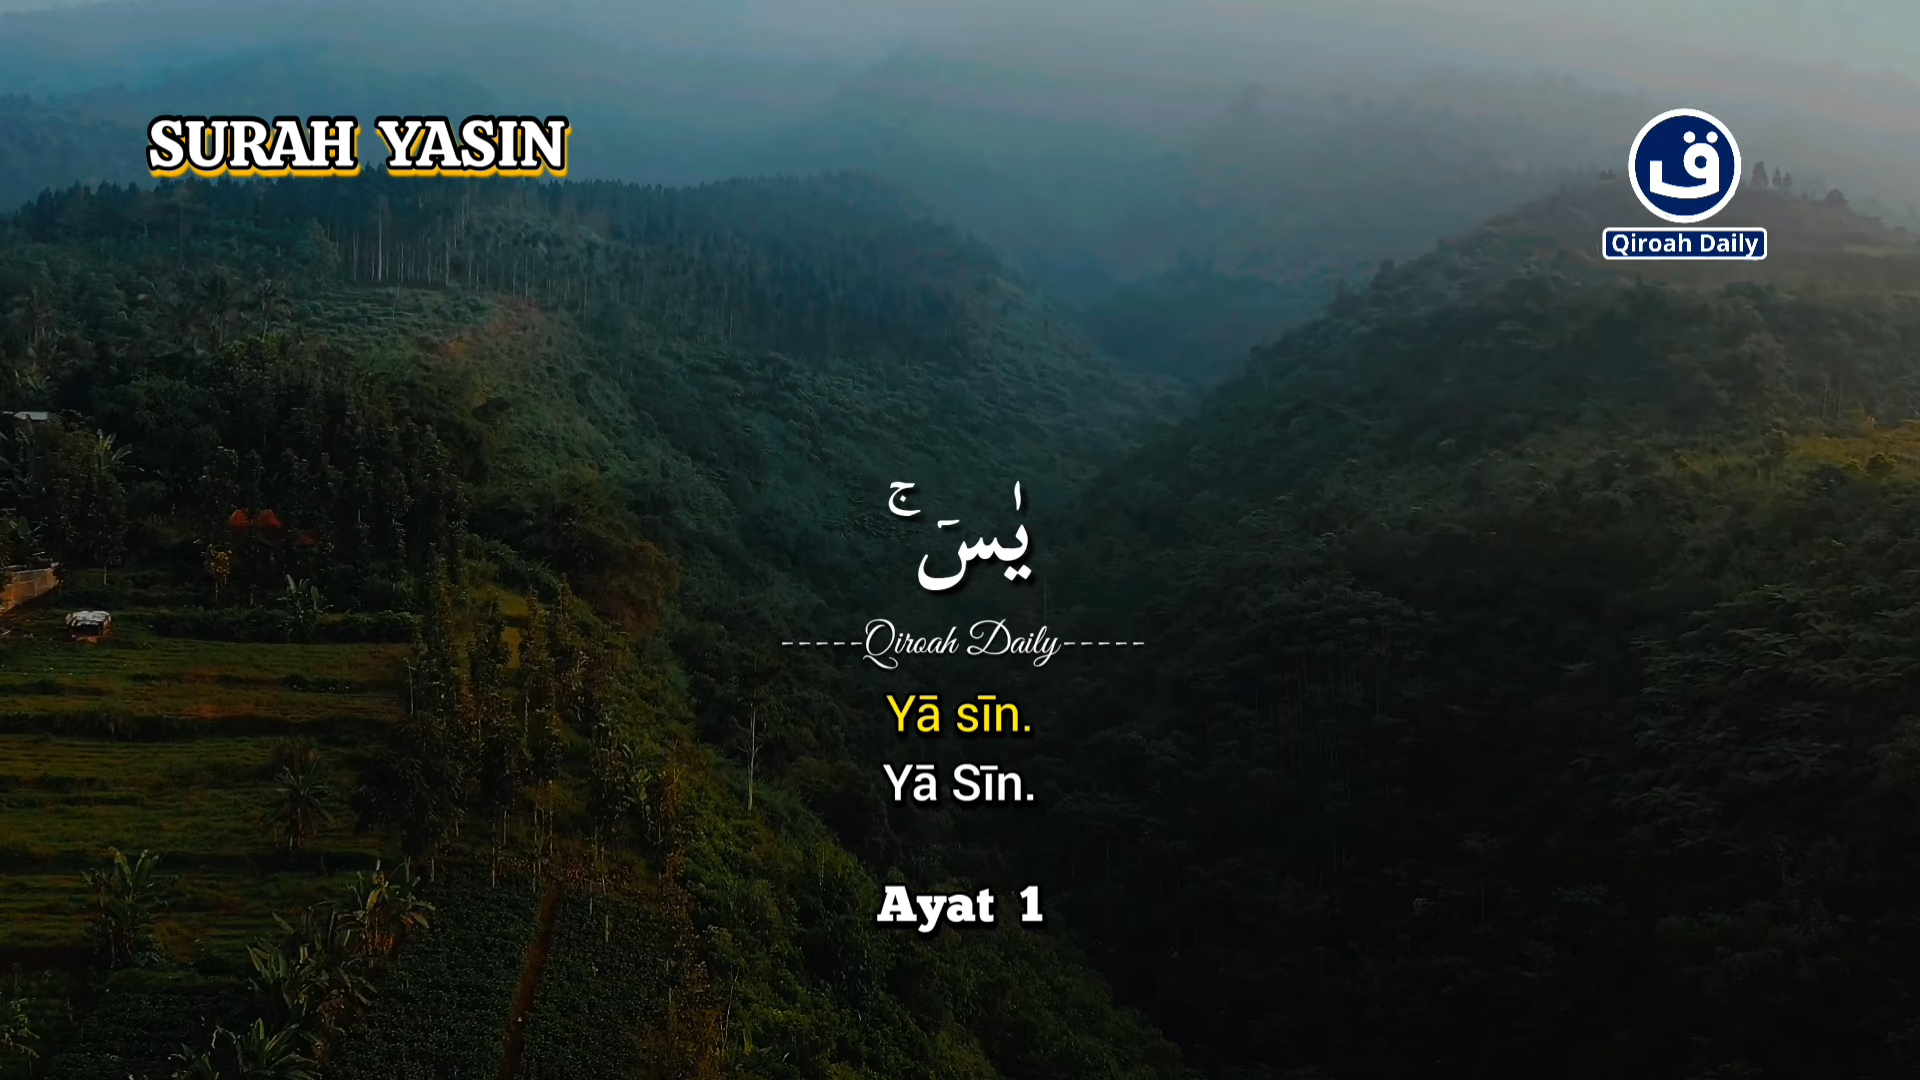 SURAH YASIN
ق
Qiroah Daily
يٰسۤ ۚ
-----Qiroah Daily-----
Yā sīn.
Yā Sīn.
Ayat 1